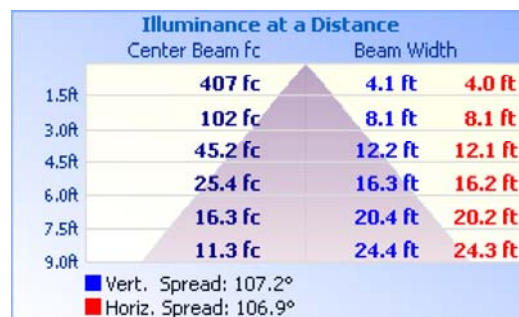 Illuminance at a Distance
Center Beam fc Beam Width
407 fc 4.1 ft 4.0 ft
1.5ft
102 fc 8.1 ft 8.1 ft
3.0ft
45.2 fc 12.2 ft 12.1 ft
4.5ft
25.4 fc 16.3 ft 16.2 ft
6.0ft
16.3 fc 20.4 ft 20.2 ft
7.5ft
11.3 fc 24.4 ft 24.3 ft
9.0ft
Vert. Spread: 107.2°
Horiz. Spread: 106.9°